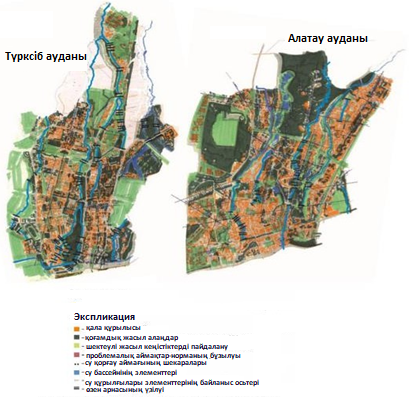 Түрксіб ауданы
Алатау ауданы
Экспликация
- қала құрылысы
-қоғамдық жасыл алаңдар
- шектеулі жасыл кеңістіктерді пайдалану
- проблемалық аймақтар-норманың бұзылуы
- су қорғау аймағының шекаралары
- су бассейнінің элементтері
- су құрылғылары элементтерінің байланыс осьтері
- өзен арнасының үзілуі